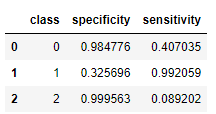 class specificity sensitivity
0 0 0.984776 0.407035
1 1 0.325696 0.992059
2 2 0.999563 0.089202